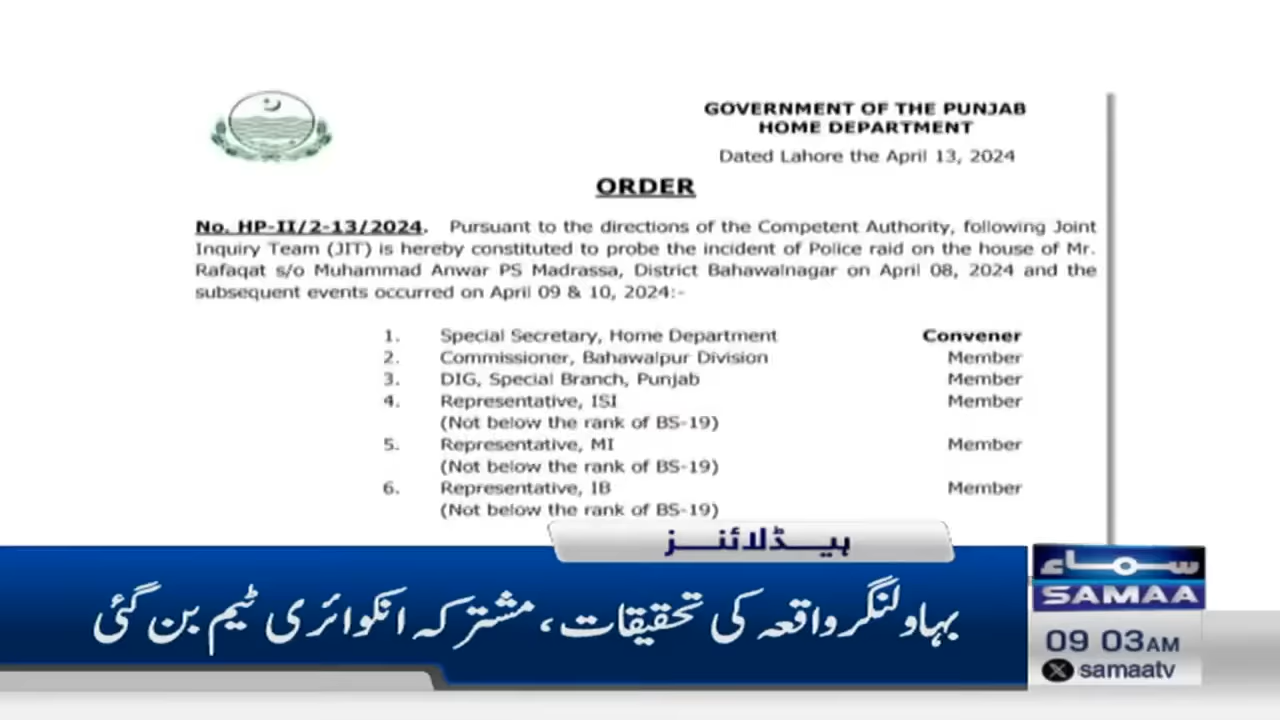 GOVERNMENT OF THE PUNJAB
HOME DEPARTMENT
Dated Lahore the April 13, 2024
ORDER
No. HP-II/2-13/2024. Pursuant to the directions of the Competent Authority, following Joint
Inquiry Team (JIT) is hereby constituted to probe the incident of Police raid on the house of Mr.
Rafaqat s/o Muhammad Anwar PS Madrassa, District Bahawalnagar on April 08, 2024 and the
subsequent events occurred on April 09 & 10, 2024:-
1. Special Secretary, Home Department Convener
2. Commissioner, Bahawalpur Division Member
3. DIG, Special Branch, Punjab Member
4. Representative, ISI Member
(Not below the rank of BS-19)
5. Representative, MI Member
(Not below the rank of BS-19)
6. Representative, IB Member
(Not below the rank of BS-19)
ہیڈلائنز
بہاولنگر واقعہ کی تحقیقات، مشترکہ انکوائری ٹیم بن گئی
سماء
SAMAA
09 03AM
X samaatv